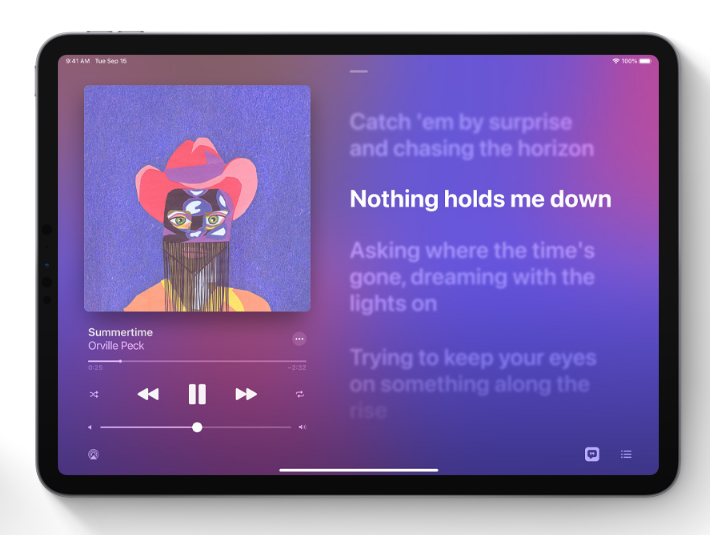 9:41 AM Tue Sep 15
100%
Catch 'em by surprise
and chasing the horizon
Nothing holds me down
Asking where the time's
gone, dreaming with the
lights on
Trying to keep your eyes
on something along the
rise
Summertime
Orville Peck
0:25
-2:32